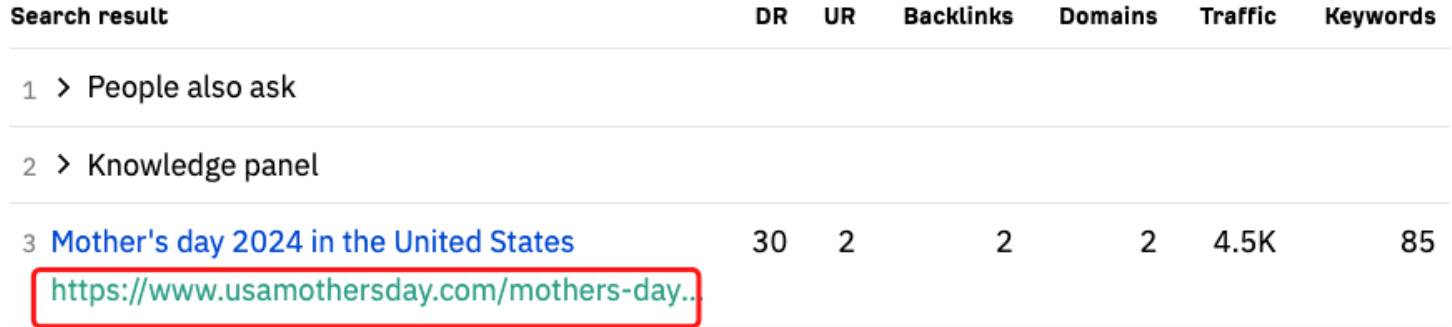 Search result DR UR Backlinks Domains Traffic Keywords
1 > People also ask
2 > Knowledge panel
3 Mother's day 2024 in the United States 30 2 2 2 4.5K 85
https://www.usamothersday.com/mothers-day...